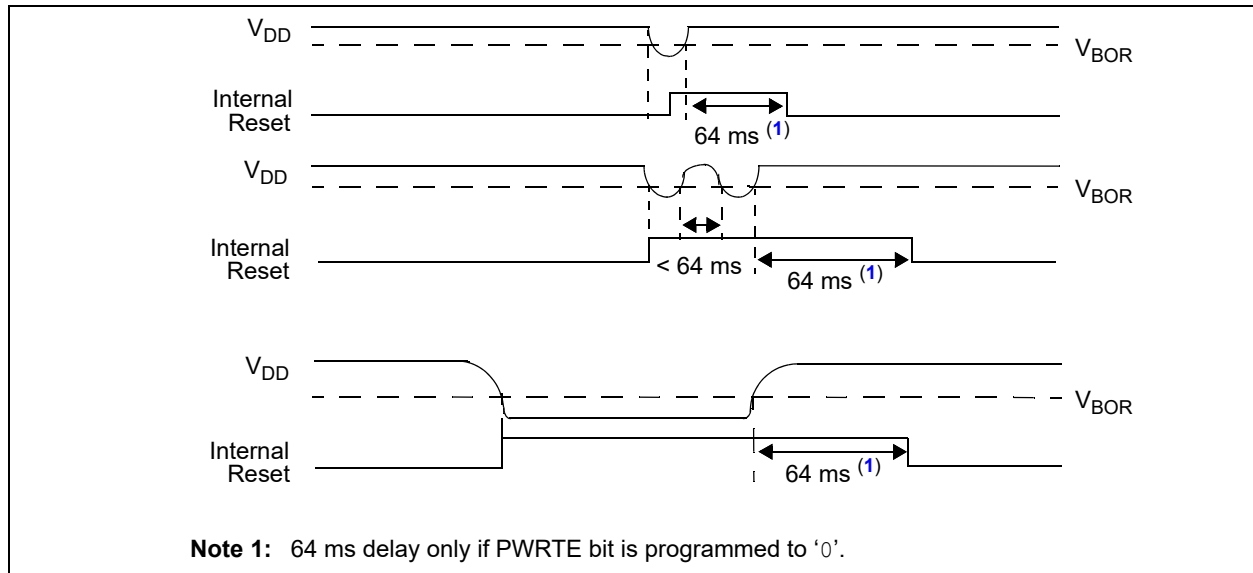 VDD
VBOR
Internal
Reset
64 ms (1)
VDD
VBOR
Internal
Reset
< 64 ms
64 ms (1)
VDD
VBOR
Internal
Reset
64 ms (1)
Note 1: 64 ms delay only if PWRTE bit is programmed to ‘0’.